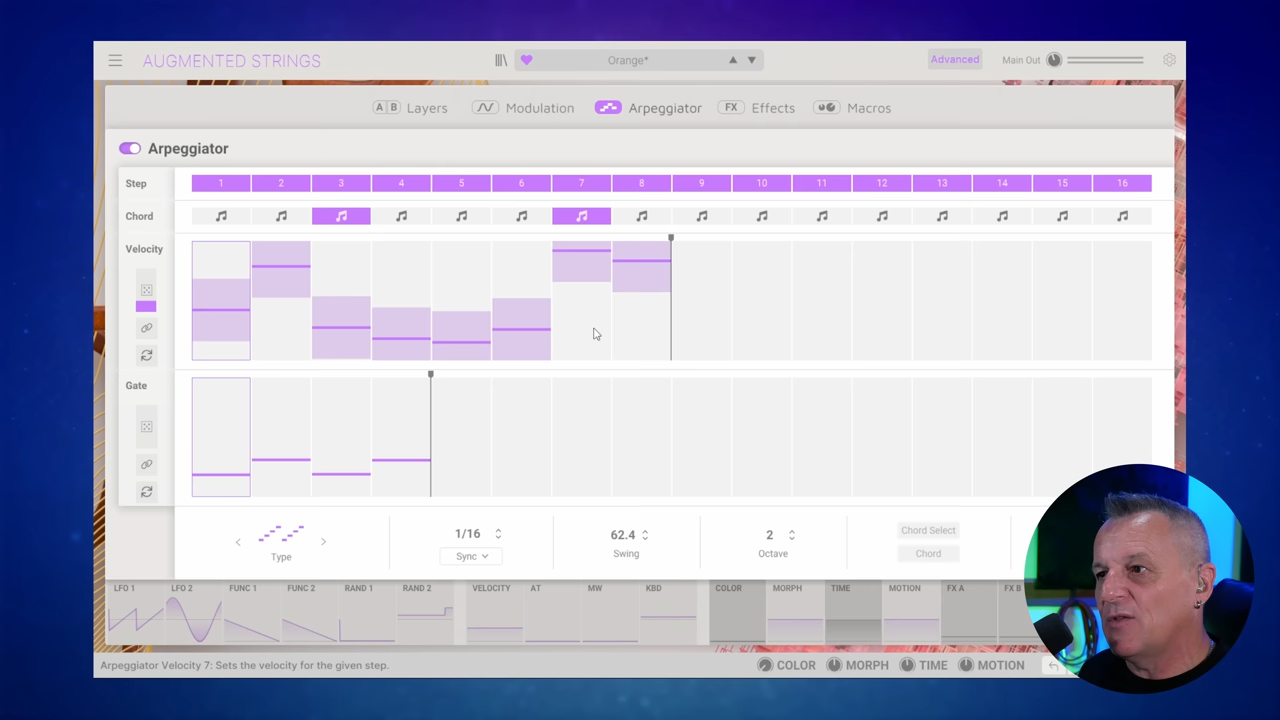 AUGMENTED STRINGS
Orange*
Advanced
Main Out
A B Layers
Modulation
Arpeggiator
FX Effects
Macros
Arpeggiator
Step 1 2 3 4 5 6 7 8 9 10 11 12 13 14 15 16
Chord
Velocity
Gate
Type
1/16
Sync
62.4
Swing
2
Octave
Chord Select
Chord
LFO 1 LFO 2 FUNC 1 FUNC 2 RAND 1 RAND 2 VELOCITY AT MW KBD COLOR MORPH TIME MOTION FX A FX B
Arpeggiator Velocity 7: Sets the velocity for the given step.
COLOR MORPH TIME MOTION